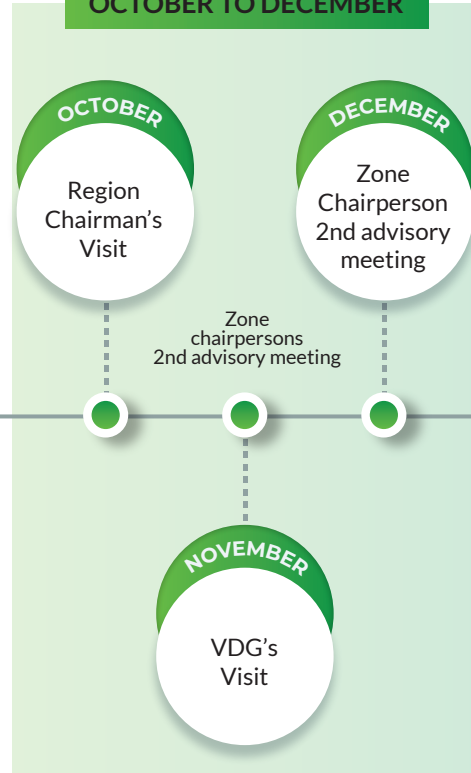 OCTOBER TO DECEMBER
OCTOBER
Region
Chairman's
Visit
DECEMBER
Zone
Chairperson
2nd advisory
meeting
Zone
chairpersons
2nd advisory meeting
NOVEMBER
VDG's
Visit